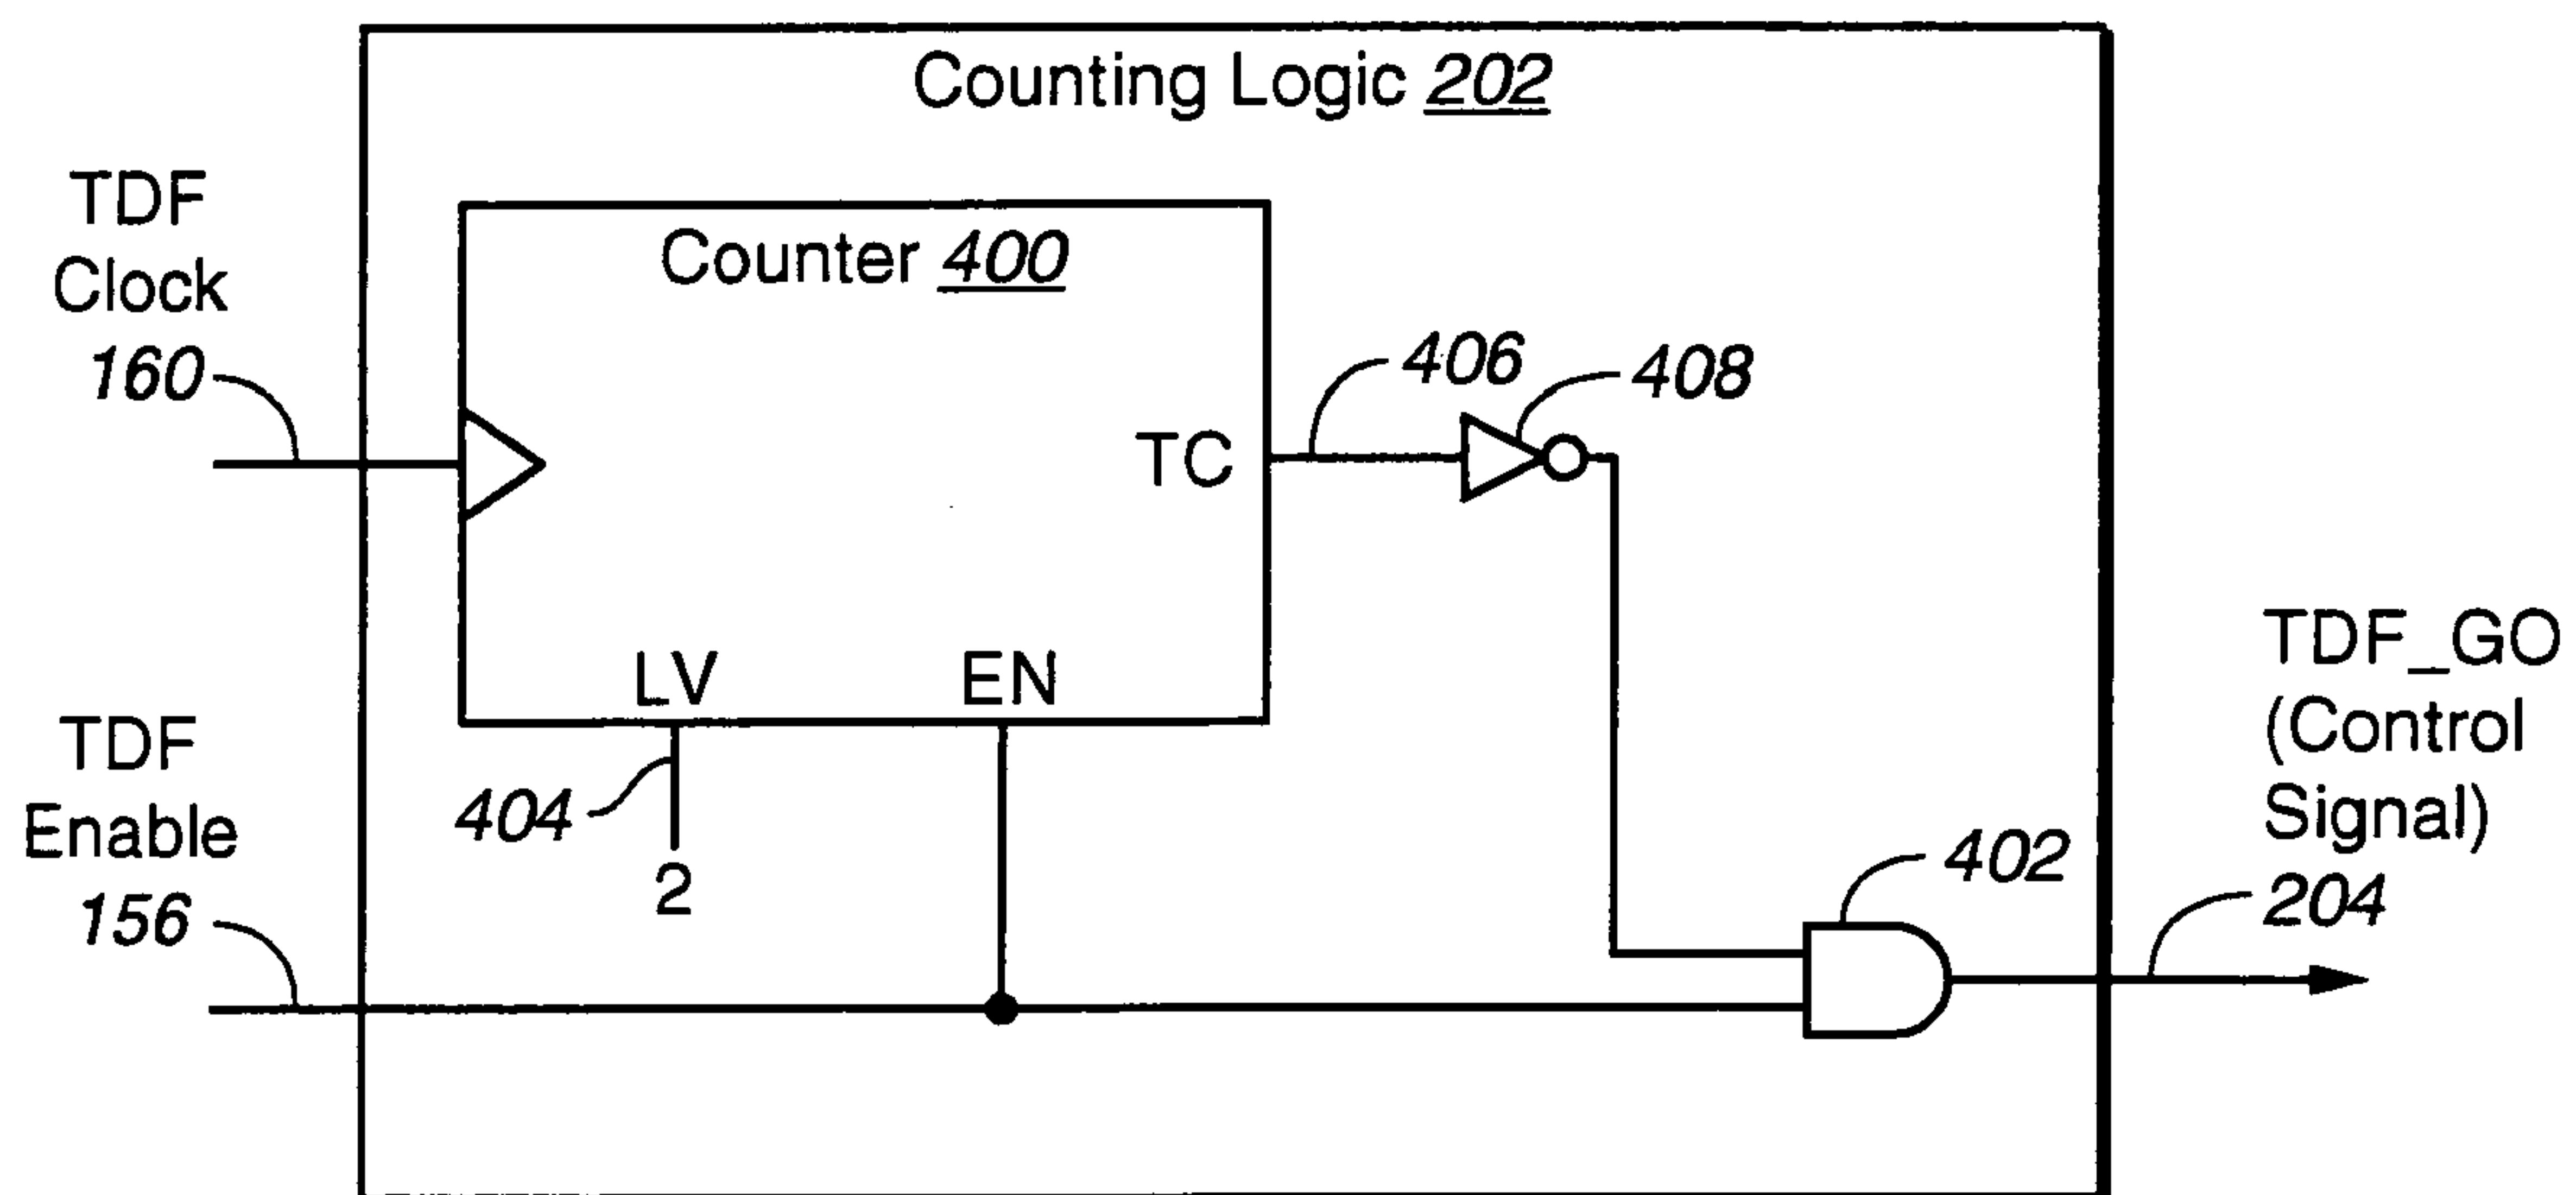 Counting Logic 202
TDF
Clock
160
Counter 400
TC
406
408
LV
EN
404
2
TDF
Enable
156
402
TDF_GO
(Control
Signal)
204